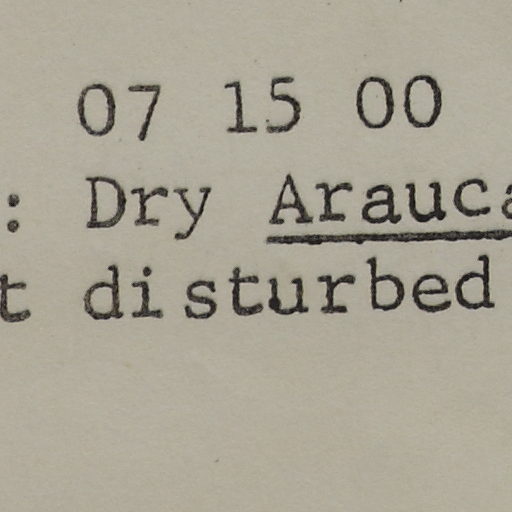 07 15 00
: Dry Arauca
t disturbed